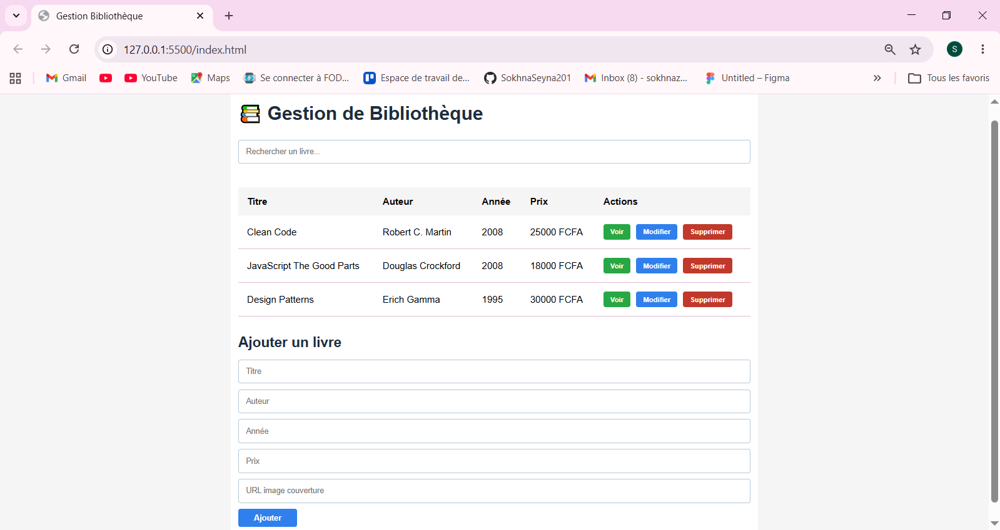 Gestion Bibliothèque
127.0.0.1:5500/index.html
S
Gmail YouTube Maps Se connecter à FOD... Espace de travail de... SokhnaSeyna201 Inbox (8) - sokhnaz... Untitled – Figma » Tous les favoris
Gestion de Bibliothèque
Rechercher un livre...
Titre Auteur Année Prix Actions
Clean Code Robert C. Martin 2008 25000 FCFA Voir Modifier Supprimer
JavaScript The Good Parts Douglas Crockford 2008 18000 FCFA Voir Modifier Supprimer
Design Patterns Erich Gamma 1995 30000 FCFA Voir Modifier Supprimer
Ajouter un livre
Titre
Auteur
Année
Prix
URL image couverture
Ajouter